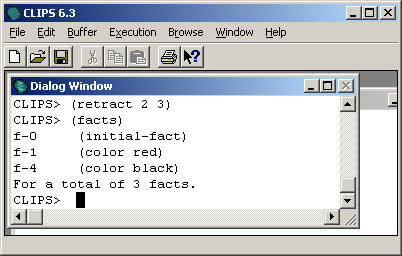 CLIPS 6.3
File Edit Buffer Execution Browse Window Help
Dialog Window
CLIPS> (retract 2 3)
CLIPS> (facts)
f-0 (initial-fact)
f-1 (color red)
f-4 (color black)
For a total of 3 facts.
CLIPS>